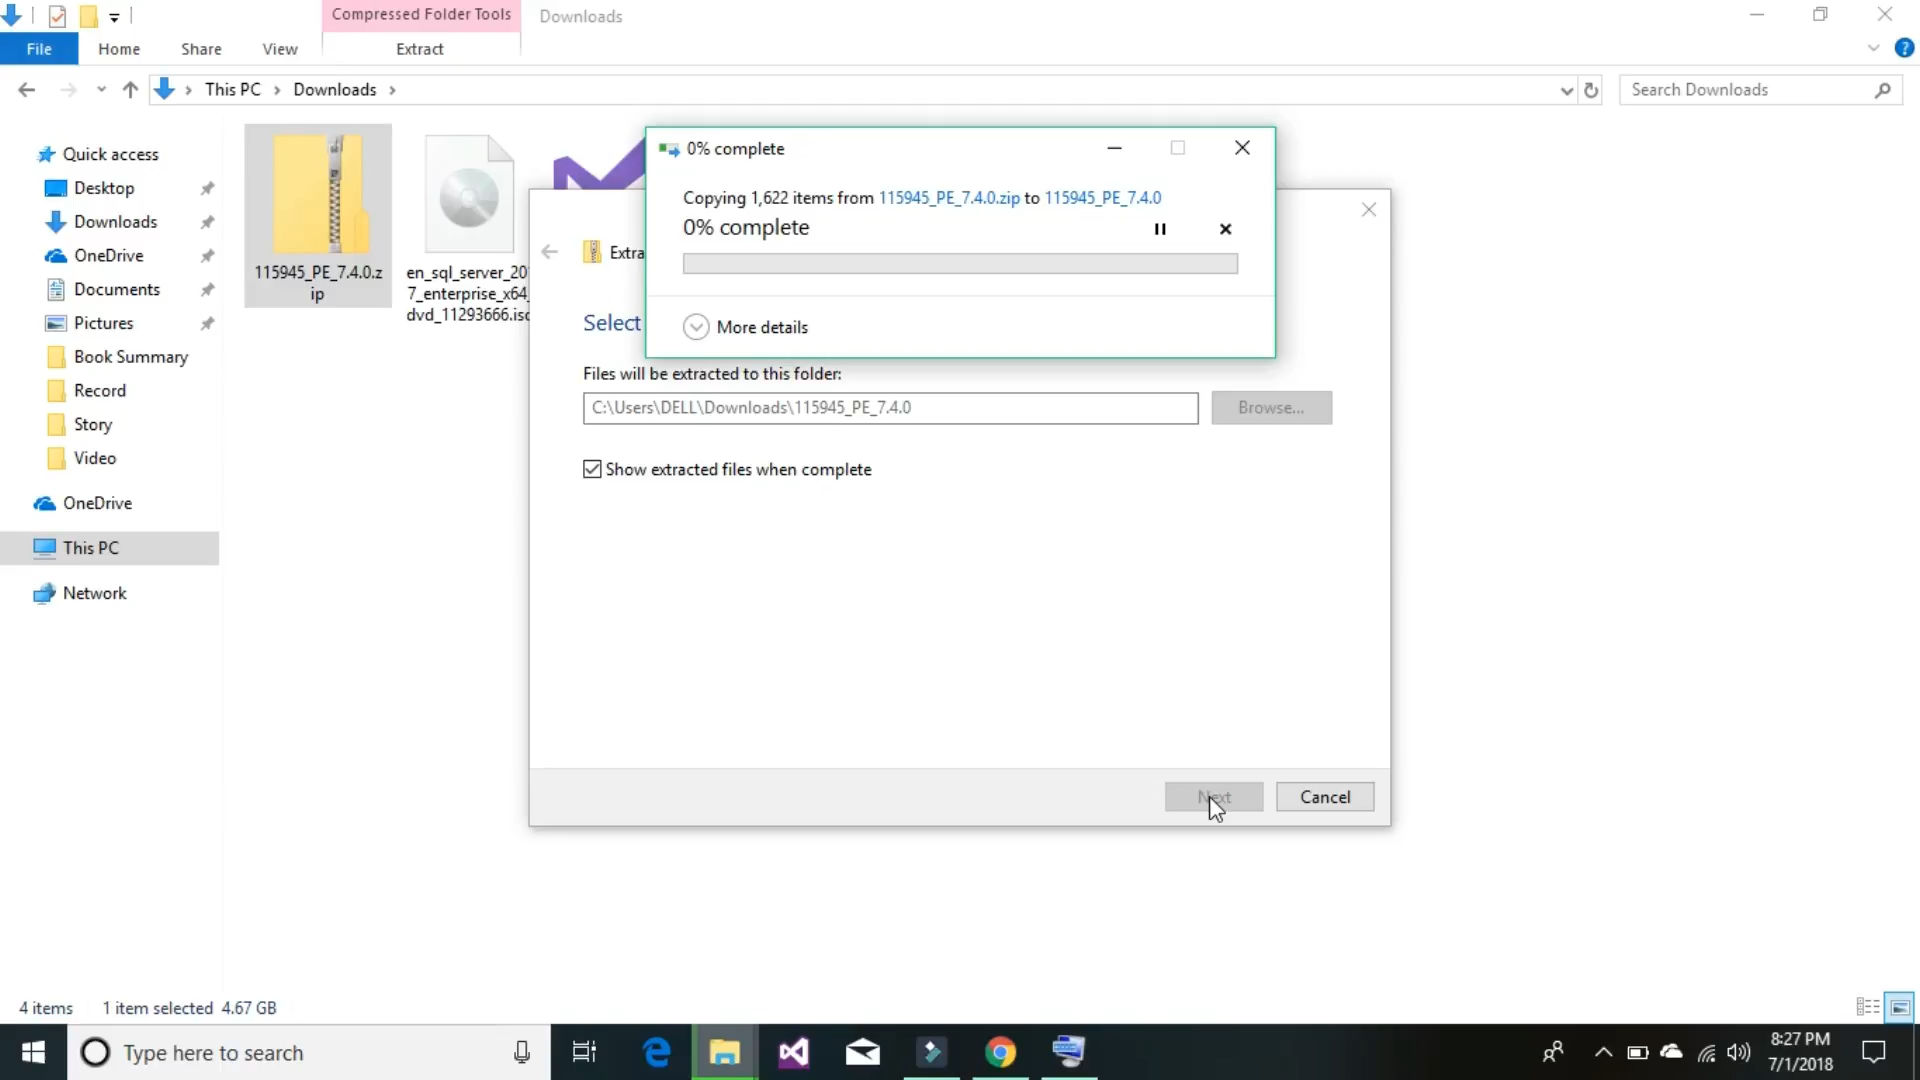 Compressed Folder Tools
Downloads
File
Home
Share
View
Extract
This PC
Downloads
Search Downloads
Quick access
Desktop
Downloads
OneDrive
Documents
Pictures
Book Summary
Record
Story
Video
OneDrive
This PC
Network
115945_PE_7.4.0.z
ip
en_sql_server_20
7_enterprise_x64_
dvd_11293666.iso
0% complete
Copying 1,622 items from 115945_PE_7.4.0.zip to 115945_PE_7.4.0
0% complete
More details
Extra
Select
Files will be extracted to this folder:
C:\Users\DELL\Downloads\115945_PE_7.4.0
Browse...
Show extracted files when complete
Next
Cancel
4 items
1 item selected 4.67 GB
Type here to search
8:27 PM
7/1/2018